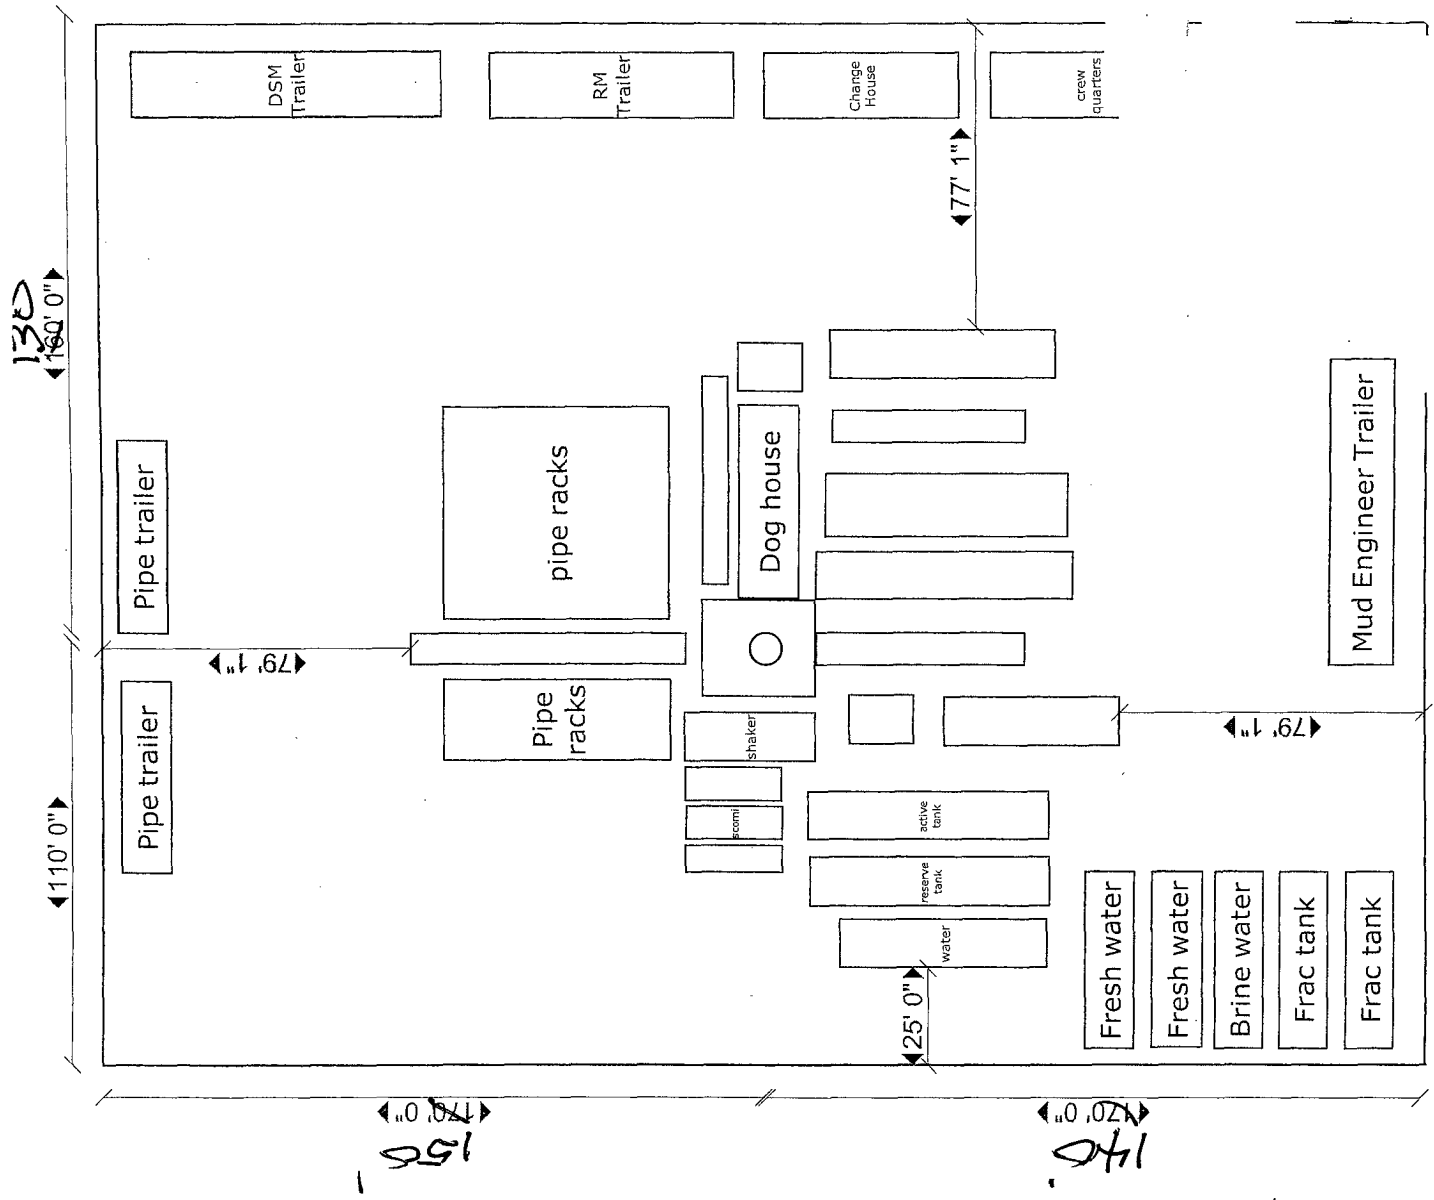 DSM
Trailer
RM
Trailer
Change
House
crew
quarters
77' 1"
130
160' 0"
Pipe trailer
pipe racks
Dog house
Mud Engineer Trailer
79' 1"
Pipe trailer
Pipe
racks
shaker
79' 1"
110' 0"
scomi
active
tank
reserve
tank
water
25' 0"
Fresh water
Fresh water
Brine water
Frac tank
Frac tank
170' 0"
170' 0"
150'
140'